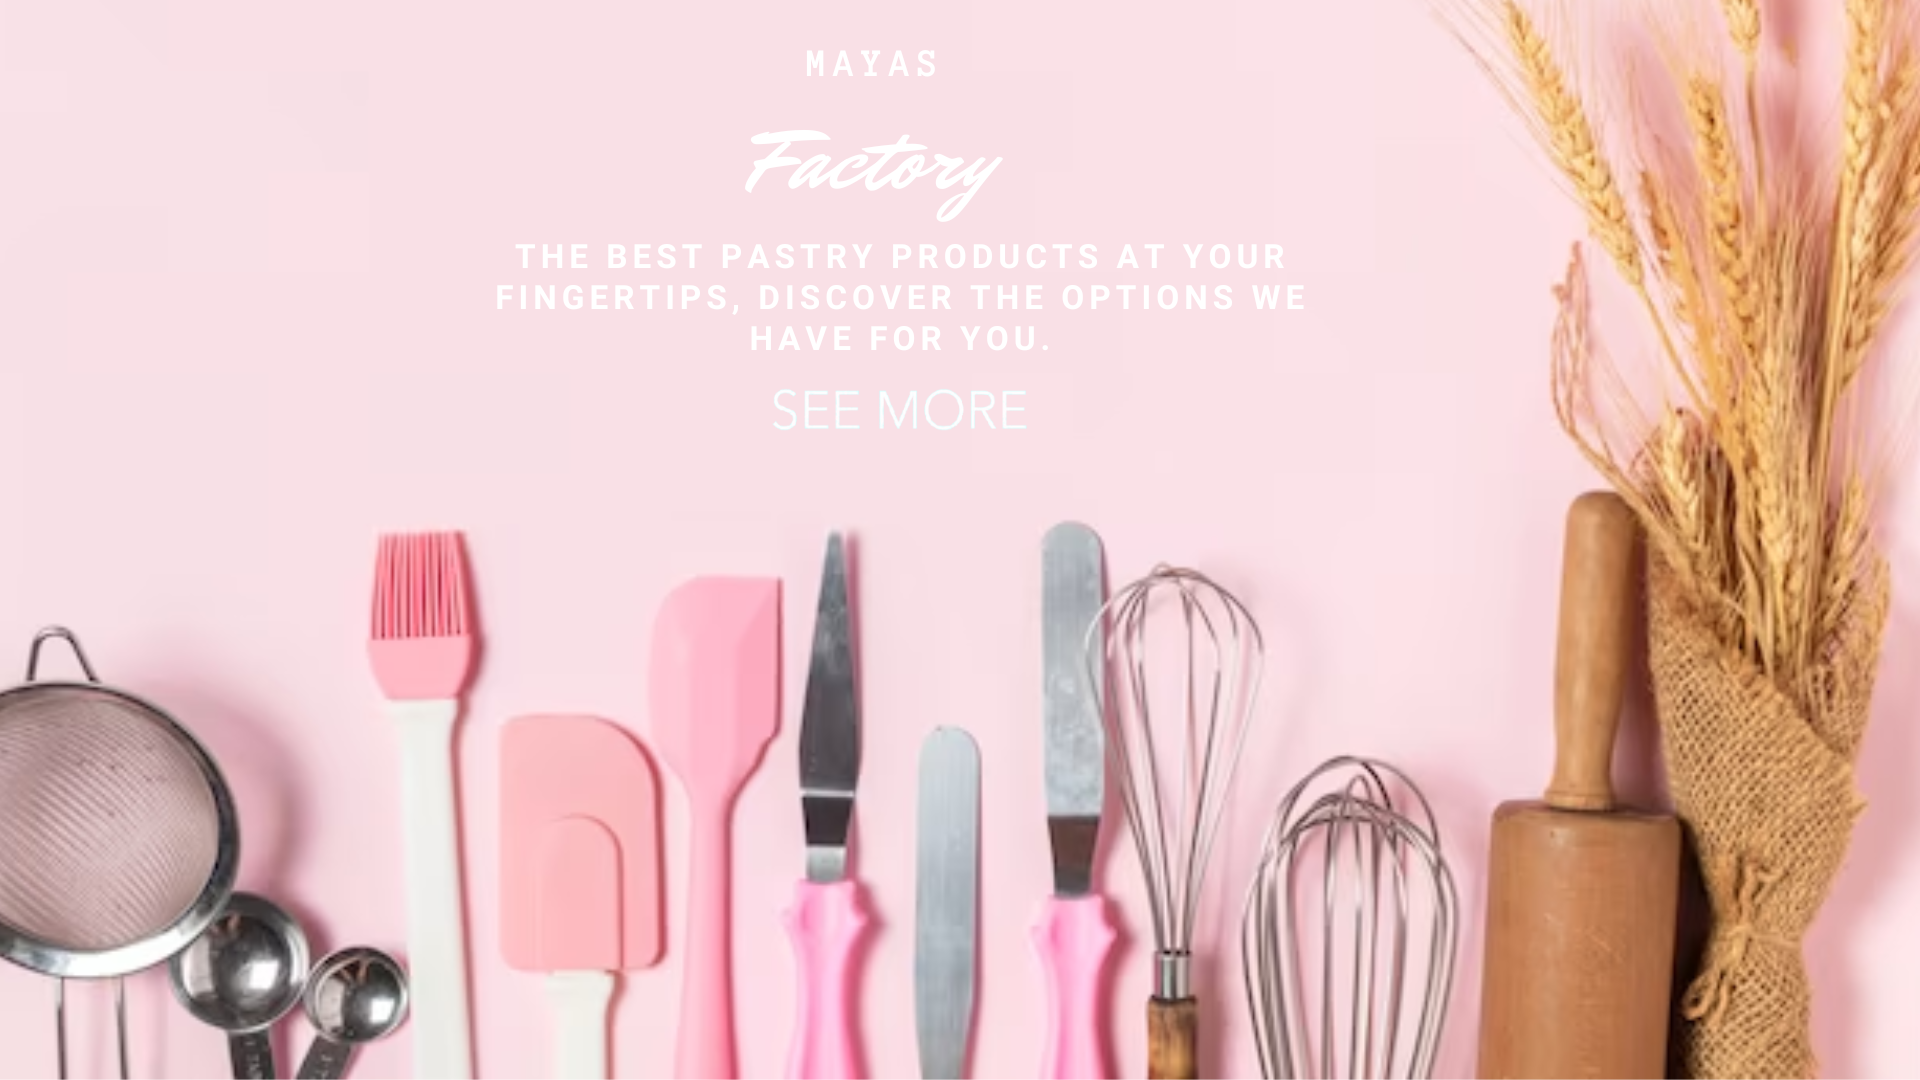 MAYAS
Factory
THE BEST PASTRY PRODUCTS AT YOUR
FINGERTIPS, DISCOVER THE OPTIONS WE
HAVE FOR YOU.
SEE MORE